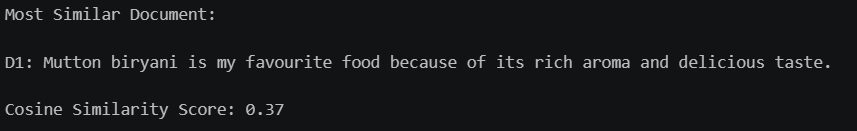 Most Similar Document:
D1: Mutton biryani is my favourite food because of its rich aroma and delicious taste.
Cosine Similarity Score: 0.37